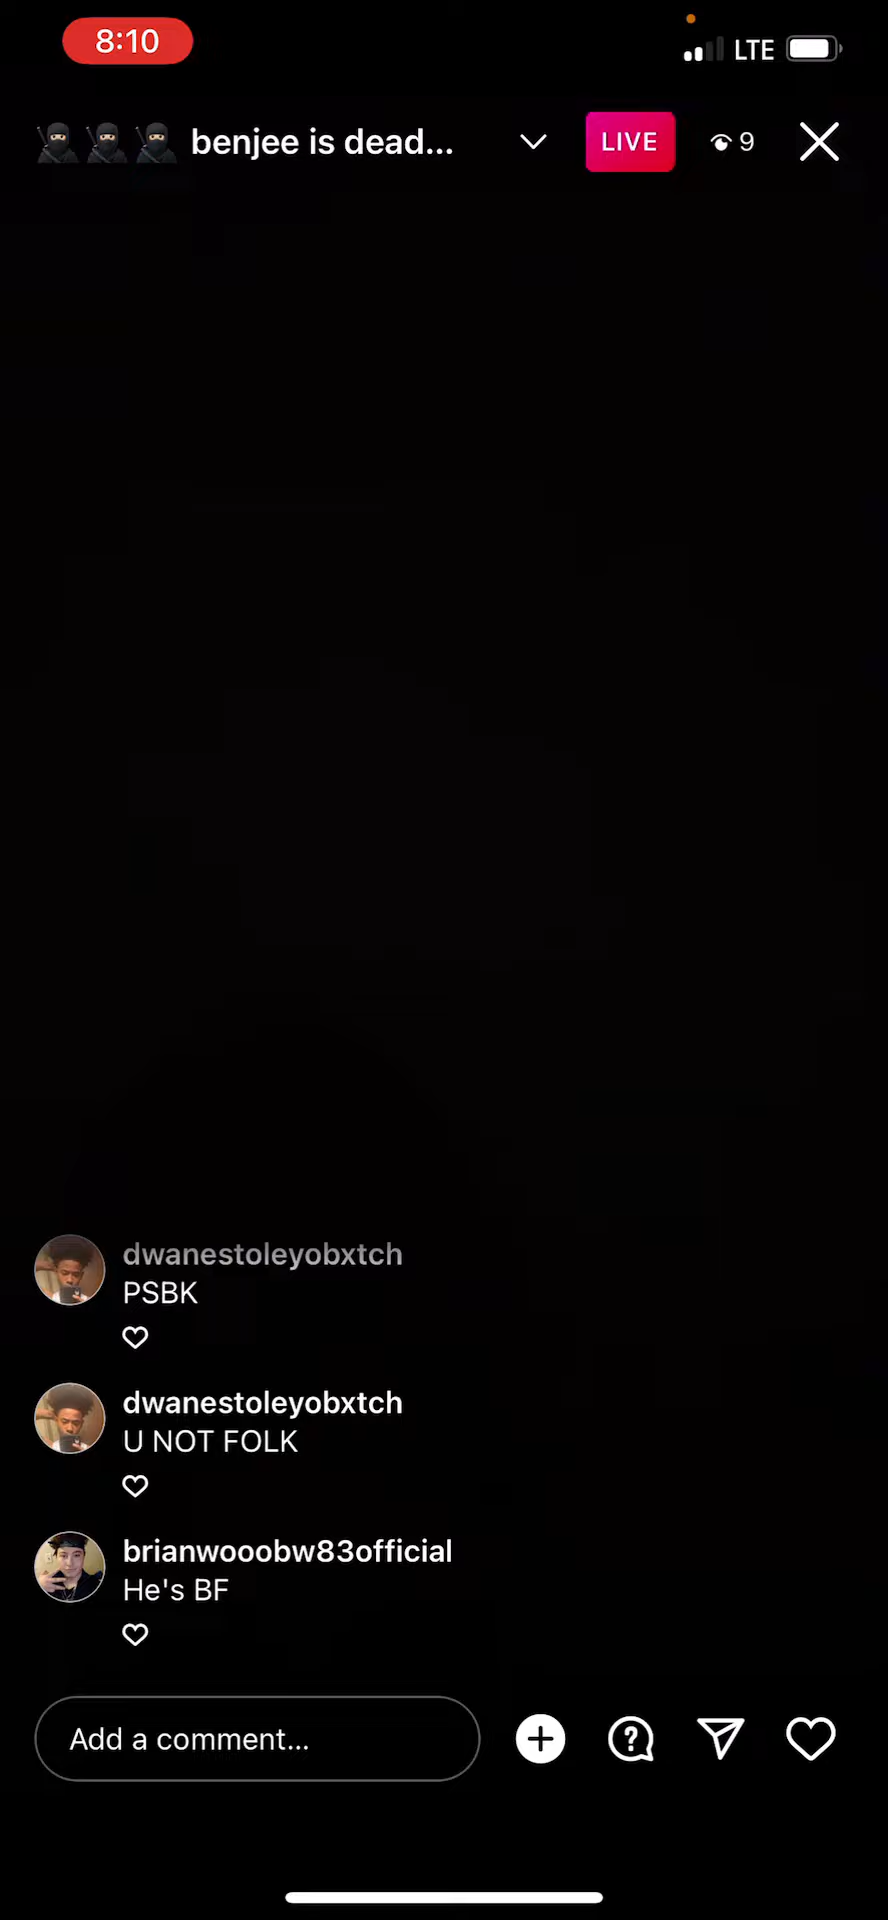 8:10
LTE
🥷🏼🥷🏼🥷🏼 benjee is dead...
LIVE
9
dwanestoleyobxtch
PSBK
dwanestoleyobxtch
U NOT FOLK
brianwooobw83official
He's BF
Add a comment...